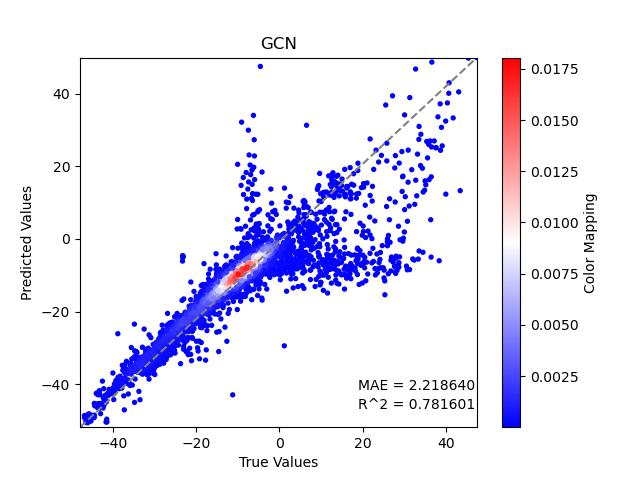 GCN
40
20
0
−20
−40
Predicted Values
−40
−20
0
20
40
True Values
MAE = 2.218640
R^2 = 0.781601
0.0175
0.0150
0.0125
0.0100
0.0075
0.0050
0.0025
Color Mapping